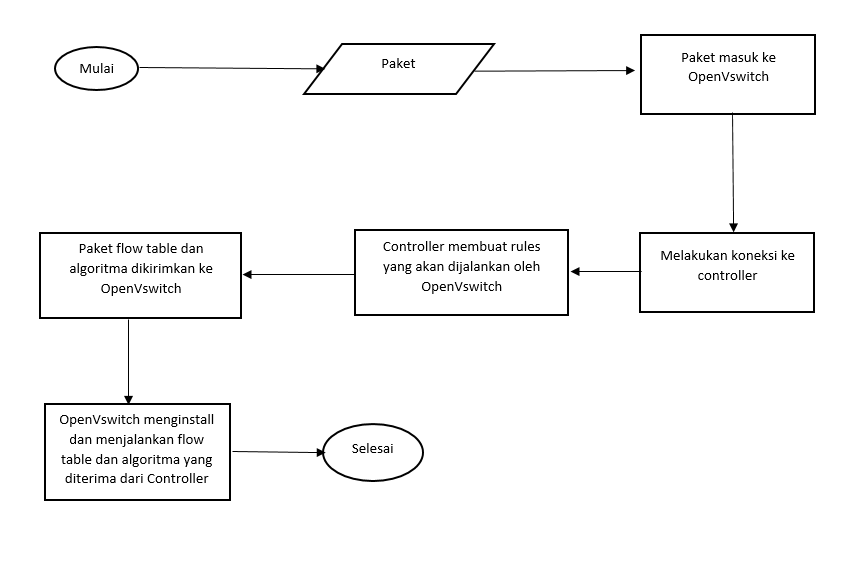 Mulai
Paket
Paket masuk ke
OpenVswitch
Melakukan koneksi ke
controller
Controller membuat rules
yang akan dijalankan oleh
OpenVswitch
Paket flow table dan
algoritma dikirimkan ke
OpenVswitch
OpenVswitch menginstall
dan menjalankan flow
table dan algoritma yang
diterima dari Controller
Selesai